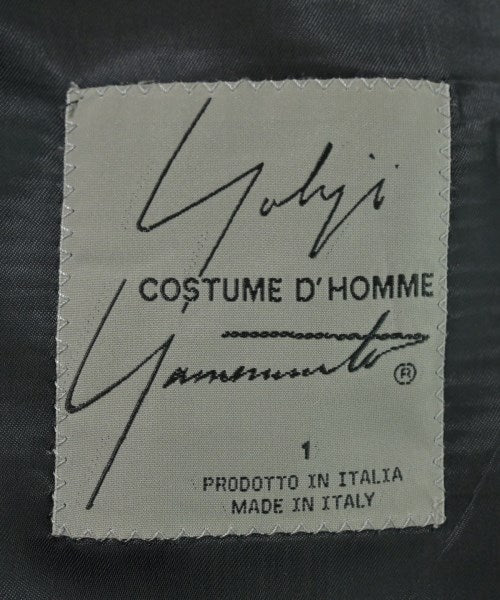 Yohji
COSTUME D'HOMME
Yamamoto ®
1
PRODOTTO IN ITALIA
MADE IN ITALY